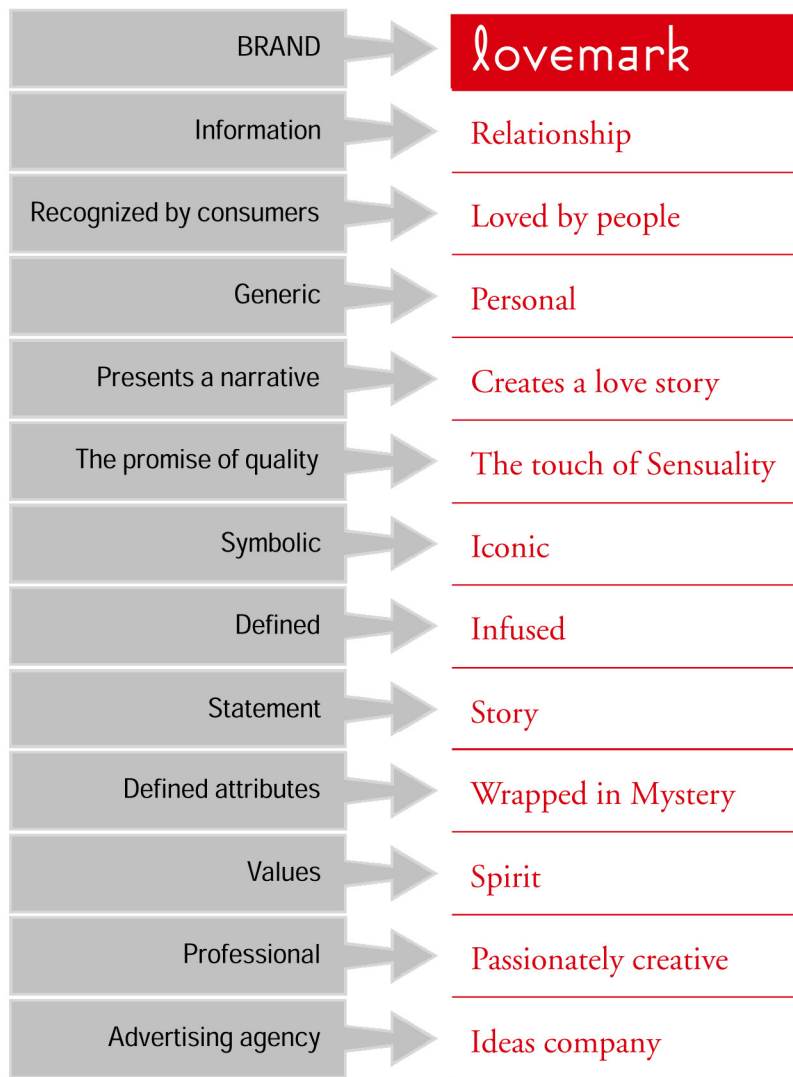 BRAND lovemark
Information Relationship
Recognized by consumers Loved by people
Generic Personal
Presents a narrative Creates a love story
The promise of quality The touch of Sensuality
Symbolic Iconic
Defined Infused
Statement Story
Defined attributes Wrapped in Mystery
Values Spirit
Professional Passionately creative
Advertising agency Ideas company